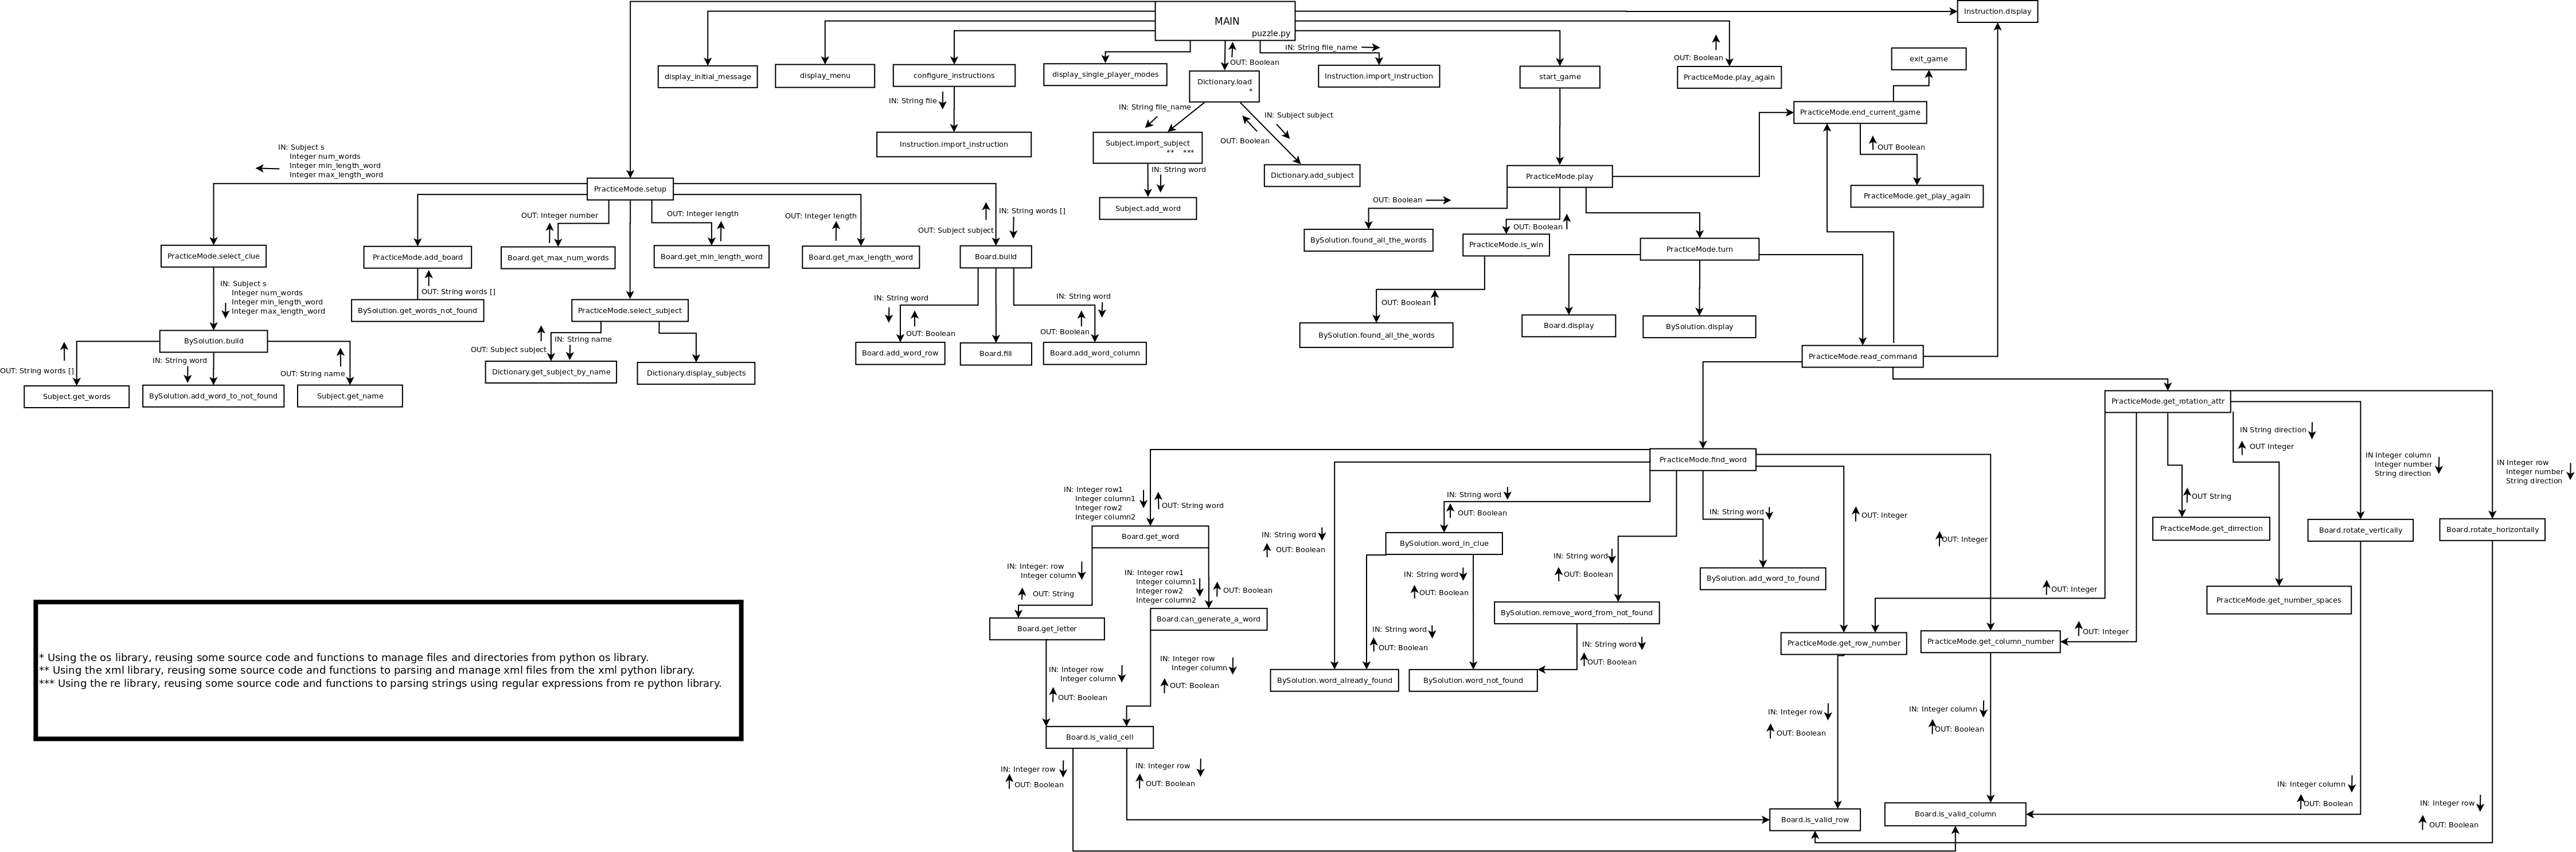 MAIN
puzzle.py
Instruction.display
display_initial_message
display_menu
configure_instructions
display_single_player_modes
OUT: Boolean
Dictionary.load
*
IN: String file_name
Instruction.import_instruction
start_game
OUT: Boolean
PracticeMode.play_again
exit_game
IN: String file
Instruction.import_instruction
IN: String file_name
Subject.import_subject
** ***
IN: String word
Subject.add_word
IN: Subject subject
OUT: Boolean
Dictionary.add_subject
PracticeMode.end_current_game
OUT Boolean
PracticeMode.get_play_again
PracticeMode.play
IN: Subject s
Integer num_words
Integer min_length_word
Integer max_length_word
PracticeMode.setup
OUT: Integer number
OUT: Integer length
OUT: Integer length
IN: String words []
OUT: Subject subject
PracticeMode.select_clue
PracticeMode.add_board
Board.get_max_num_words
Board.get_min_length_word
Board.get_max_length_word
Board.build
OUT: Boolean
BySolution.found_all_the_words
OUT: Boolean
PracticeMode.is_win
PracticeMode.turn
IN: Subject s
Integer num_words
Integer min_length_word
Integer max_length_word
OUT: String words []
BySolution.get_words_not_found
PracticeMode.select_subject
IN: String word
OUT: Boolean
IN: String word
OUT: Boolean
OUT: Boolean
BySolution.found_all_the_words
Board.display
BySolution.display
BySolution.build
OUT: String words []
IN: String word
OUT: String name
OUT: Subject subject
IN: String name
Board.add_word_row
Board.fill
Board.add_word_column
PracticeMode.read_command
Subject.get_words
BySolution.add_word_to_not_found
Subject.get_name
Dictionary.get_subject_by_name
Dictionary.display_subjects
PracticeMode.get_rotation_attr
IN String direction
OUT Integer
IN Integer column
Integer number
String direction
IN Integer row
Integer number
String direction
PracticeMode.find_word
IN: Integer row1
Integer column1
Integer row2
Integer column2
OUT: String word
IN: String word
OUT: Boolean
IN: String word
OUT: Boolean
IN: String word
OUT: Integer
OUT: Integer
OUT String
Board.get_word
BySolution.word_in_clue
PracticeMode.get_dirrection
Board.rotate_vertically
Board.rotate_horizontally
IN: Integer: row
Integer column
OUT: String
IN: Integer row1
Integer column1
Integer row2
Integer column2
OUT: Boolean
IN: String word
OUT: Boolean
IN: String word
OUT: Boolean
BySolution.add_word_to_found
OUT: Integer
PracticeMode.get_number_spaces
Board.get_letter
Board.can_generate_a_word
BySolution.remove_word_from_not_found
IN: String word
OUT: Boolean
IN: String word
OUT: Boolean
OUT: Integer
PracticeMode.get_row_number
PracticeMode.get_column_number
IN: Integer row
Integer column
OUT: Boolean
IN: Integer row
Integer column
OUT: Boolean
BySolution.word_already_found
BySolution.word_not_found
* Using the os library, reusing some source code and functions to manage files and directories from python os library.
** Using the xml library, reusing some source code and functions to parsing and manage xml files from the xml python library.
*** Using the re library, reusing some source code and functions to parsing strings using regular expressions from re python library.
IN: Integer row
OUT: Boolean
IN: Integer column
OUT: Boolean
Board.is_valid_cell
IN: Integer row
OUT: Boolean
IN: Integer row
OUT: Boolean
IN: Integer column
OUT: Boolean
IN: Integer row
OUT: Boolean
Board.is_valid_row
Board.is_valid_column